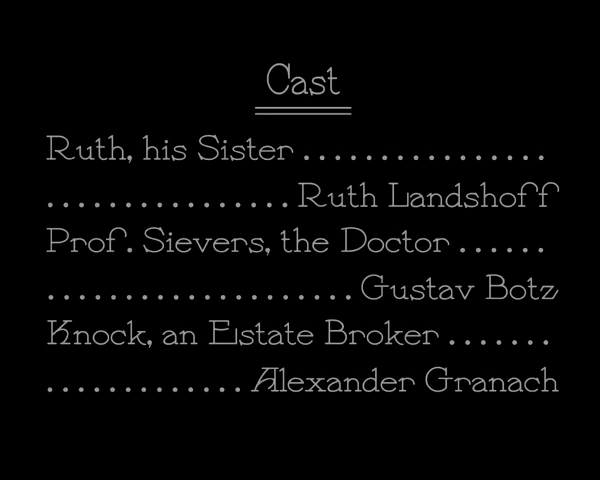 Cast
Ruth, his Sister . . . . . . . . . . . . . . . .
. . . . . . . . . . . . . . . . Ruth Landshoff
Prof. Sievers, the Doctor . . . . . .
. . . . . . . . . . . . . . . . . . . . Gustav Botz
Knock, an Estate Broker . . . . . . .
. . . . . . . . . . . . . Alexander Granach